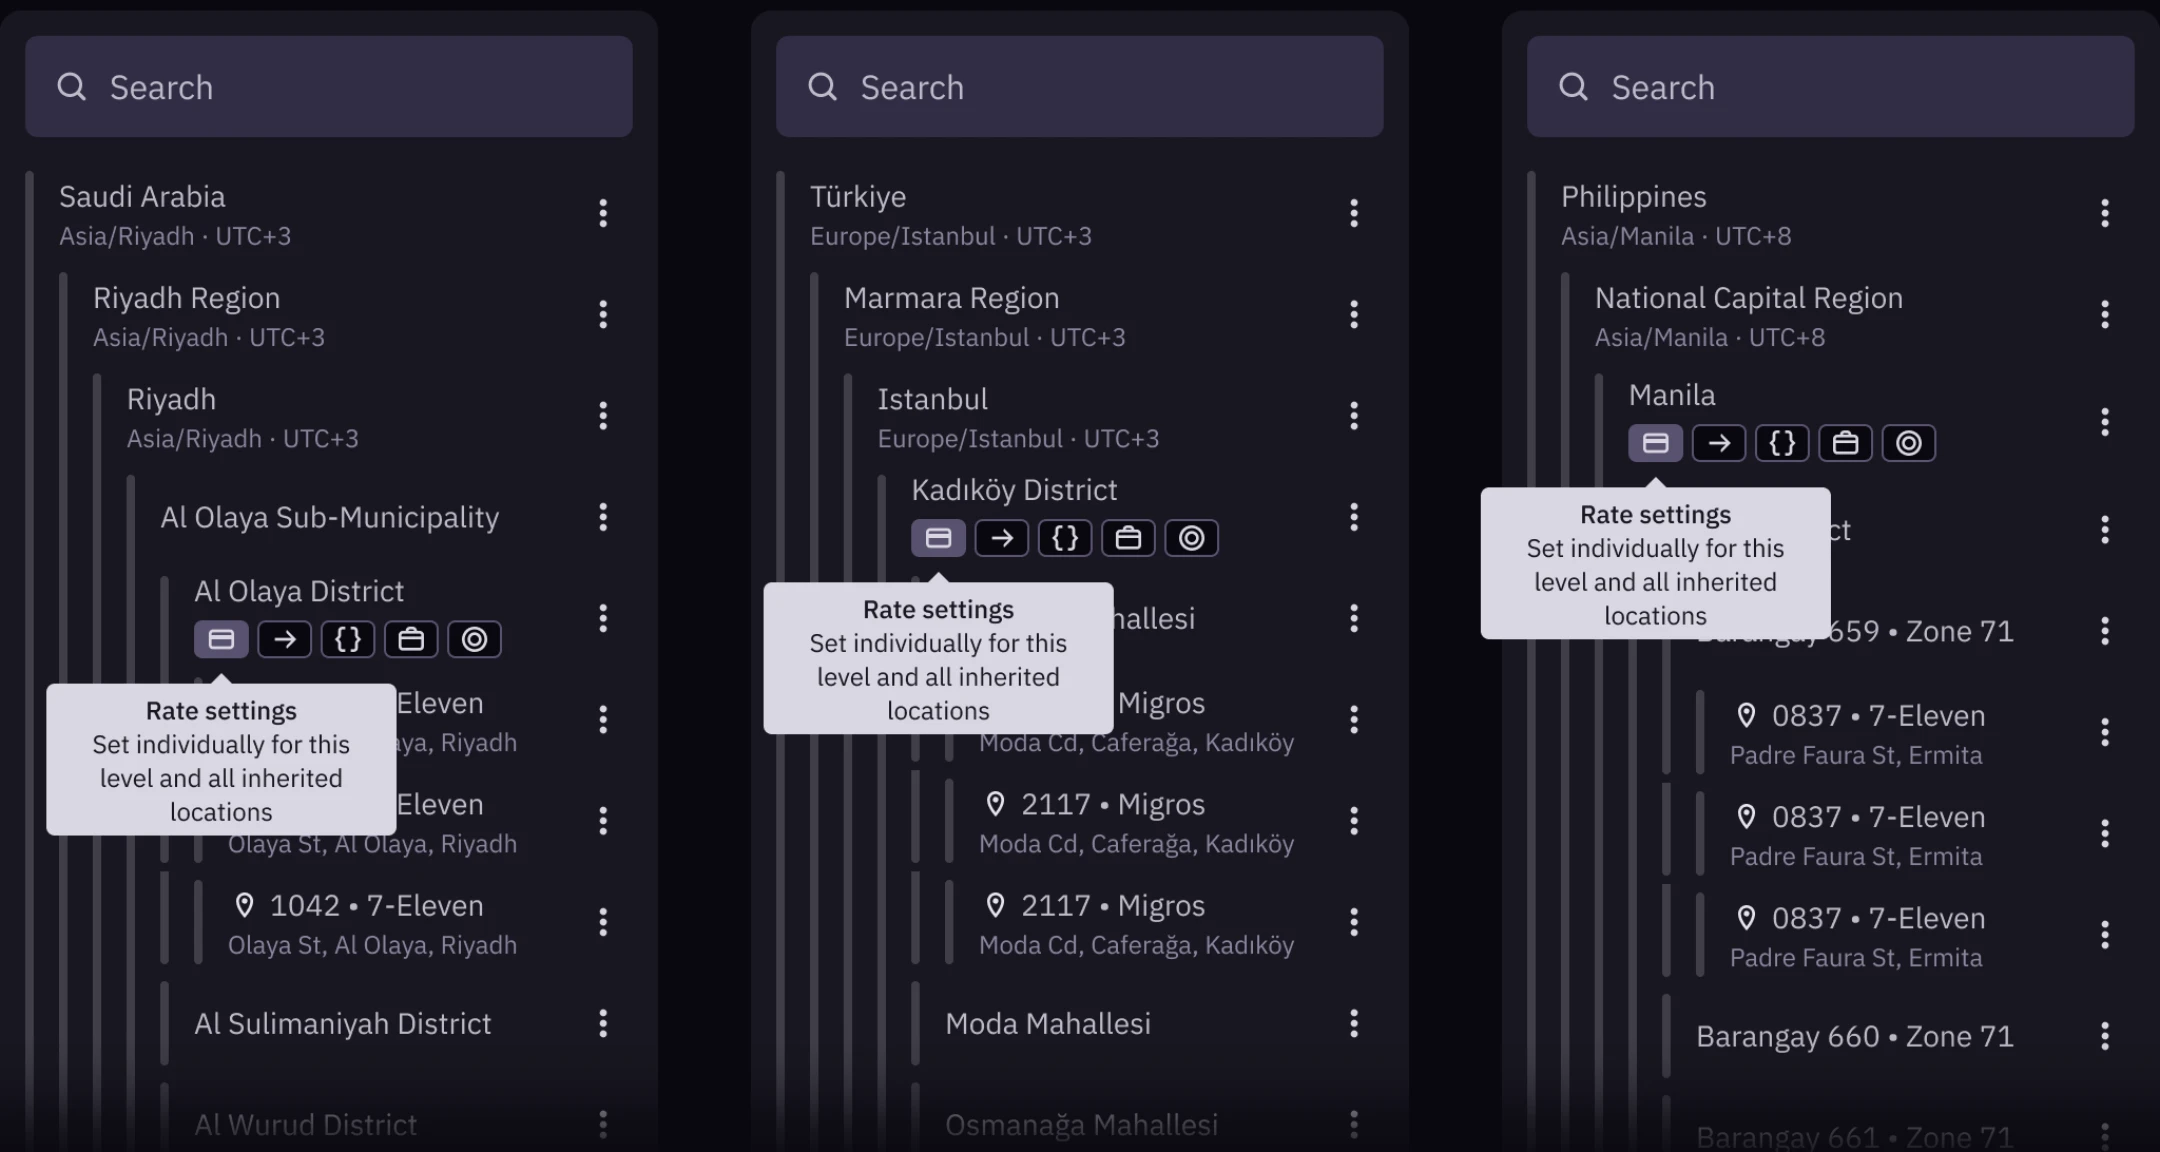 Search
Saudi Arabia
Asia/Riyadh · UTC+3
Riyadh Region
Asia/Riyadh · UTC+3
Riyadh
Asia/Riyadh · UTC+3
Al Olaya Sub-Municipality
Al Olaya District
Rate settings
Set individually for this
level and all inherited
locations
Eleven
Riyadh
Eleven
Olaya St, Al Olaya, Riyadh
1042 • 7-Eleven
Olaya St, Al Olaya, Riyadh
Al Sulimaniyah District
Al Wurud District
Search
Türkiye
Europe/Istanbul · UTC+3
Marmara Region
Europe/Istanbul · UTC+3
Istanbul
Europe/Istanbul · UTC+3
Kadıköy District
Rate settings
Set individually for this
level and all inherited
locations
Migros
Moda Cd, Caferağa, Kadıköy
2117 • Migros
Moda Cd, Caferağa, Kadıköy
2117 • Migros
Moda Cd, Caferağa, Kadıköy
Moda Mahallesi
Osmanağa Mahallesi
Search
Philippines
Asia/Manila · UTC+8
National Capital Region
Asia/Manila · UTC+8
Manila
Rate settings
Set individually for this
level and all inherited
locations
Barangay 659 • Zone 71
0837 • 7-Eleven
Padre Faura St, Ermita
0837 • 7-Eleven
Padre Faura St, Ermita
0837 • 7-Eleven
Padre Faura St, Ermita
Barangay 660 • Zone 71
Barangay 661 • Zone 71